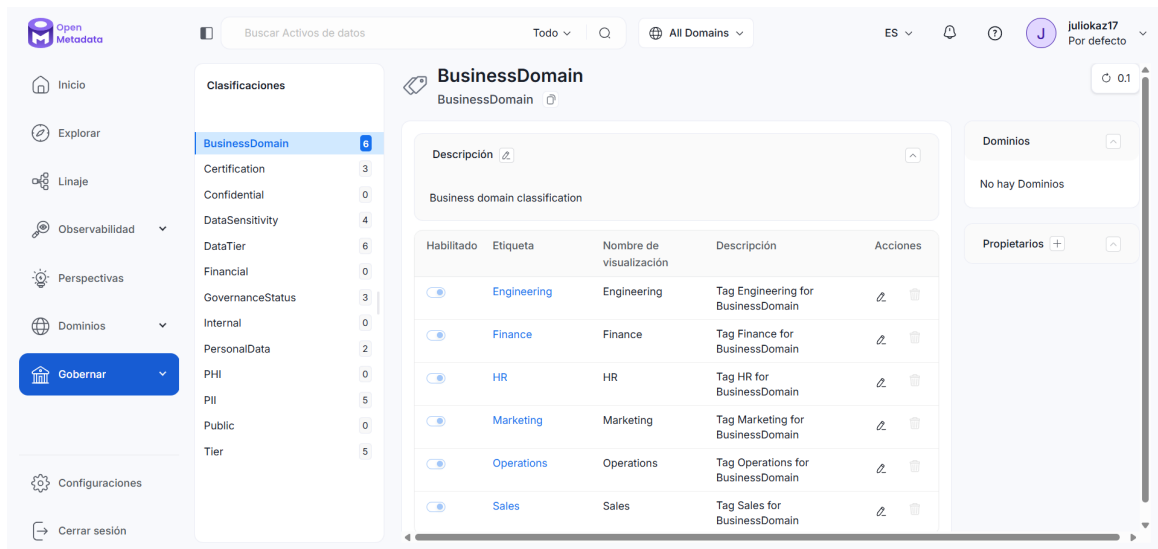 Open
Metadata
Buscar Activos de datos
Todo
All Domains
ES
J
juliokaz17
Por defecto
Inicio
Explorar
Linaje
Observabilidad
Perspectivas
Dominios
Gobernar
Configuraciones
Cerrar sesión
Clasificaciones
BusinessDomain 6
Certification 3
Confidential 0
DataSensitivity 4
DataTier 6
Financial 0
GovernanceStatus 3
Internal 0
PersonalData 2
PHI 0
PII 5
Public 0
Tier 5
BusinessDomain
BusinessDomain
0.1
Descripción
Business domain classification
Habilitado Etiqueta Nombre de Descripción Acciones
visualización
Engineering Engineering Tag Engineering for
BusinessDomain
Finance Finance Tag Finance for
BusinessDomain
HR HR Tag HR for
BusinessDomain
Marketing Marketing Tag Marketing for
BusinessDomain
Operations Operations Tag Operations for
BusinessDomain
Sales Sales Tag Sales for
BusinessDomain
Dominios
No hay Dominios
Propietarios